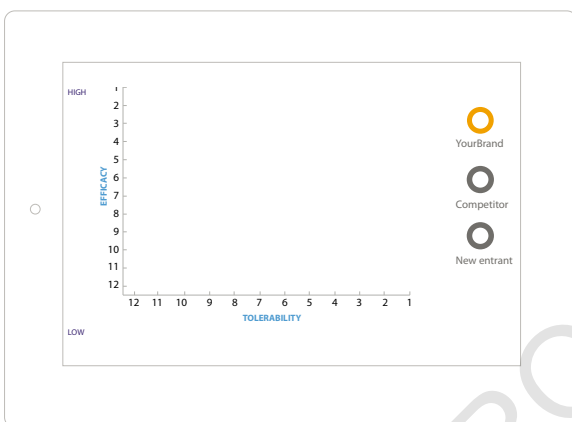 HIGH
1
2
3
4
5
6
7
8
9
10
11
12
EFFICACY
12 11 10 9 8 7 6 5 4 3 2 1
TOLERABILITY
LOW
YourBrand
Competitor
New entrant